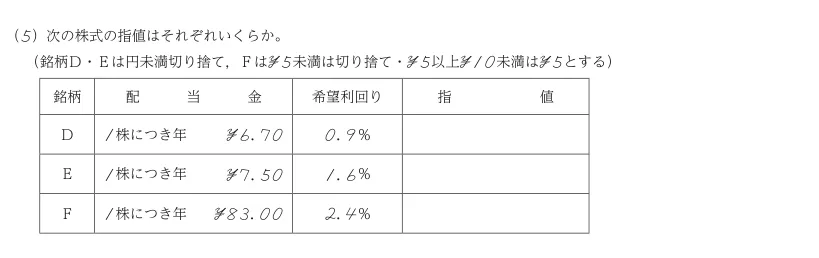 (5) 次の株式の指値はそれぞれいくらか。
(銘柄D・Eは円未満切り捨て，Fは¥5未満は切り捨て・¥5以上¥10未満は¥5とする)
銘柄 配当金 希望利回り 指値
D 1株につき年 ¥6.70 0.9%
E 1株につき年 ¥7.50 1.6%
F 1株につき年 ¥83.00 2.4%